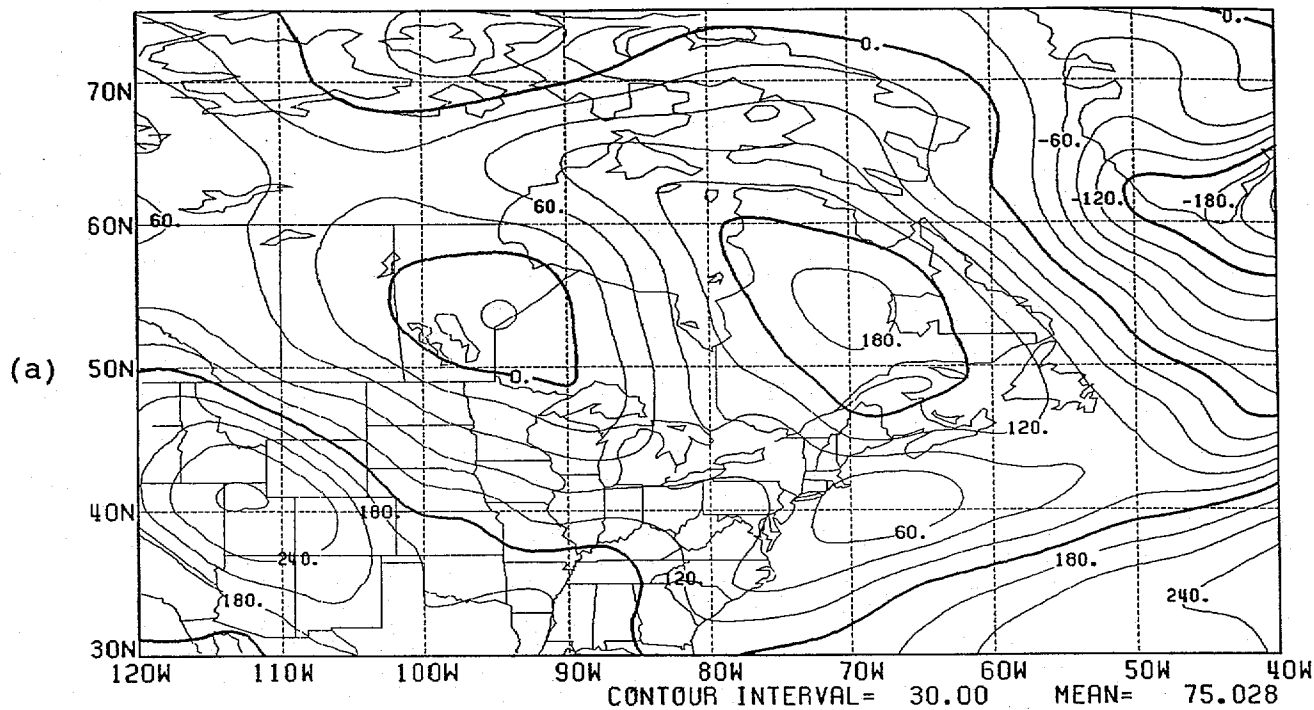 0.
0.
70N
-60.
60.
-120.
-180.
60N
60.
(a)
180.
50N
0.
120.
180.
40N
60.
240.
180.
120.
180.
240.
30N
120W 110W 100W 90W 80W 70W 60W 50W 40W
CONTOUR INTERVAL= 30.00 MEAN= 75.028